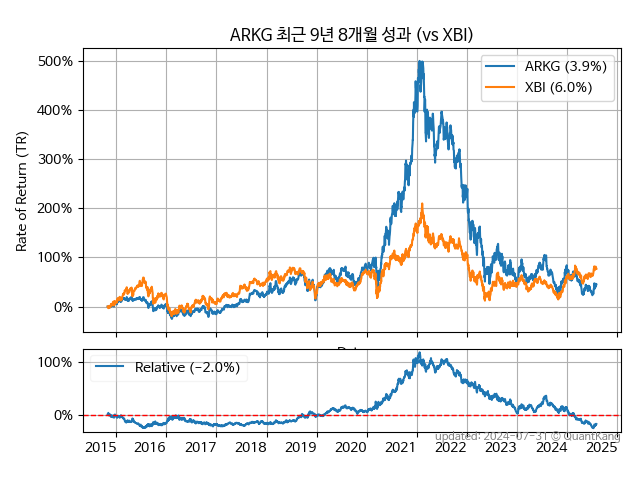 ARKG 최근 9년 8개월 성과 (vs XBI)
500%
400%
300%
200%
100%
0%
Rate of Return (TR)
ARKG (3.9%)
XBI (6.0%)
100%
0%
Relative (−2.0%)
2015 2016 2017 2018 2019 2020 2021 2022 2023 2024 2025
updated: 2024-07-31 © QuantKang